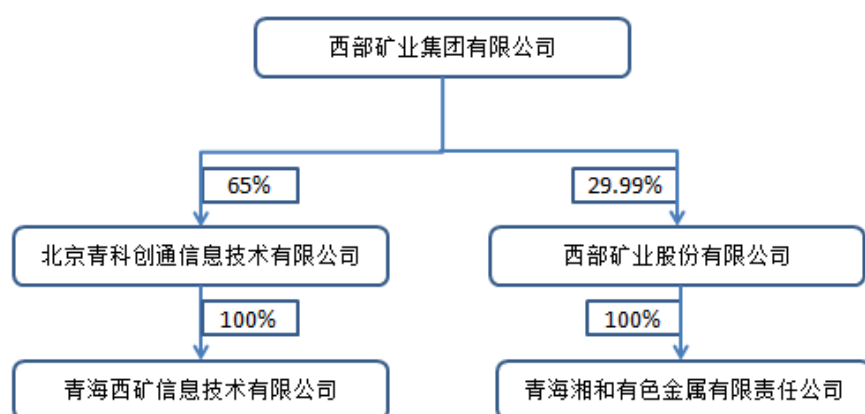 西部矿业集团有限公司
65%
29.99%
北京青科创通信息技术有限公司
西部矿业股份有限公司
100%
100%
青海西矿信息技术有限公司
青海湘和有色金属有限责任公司